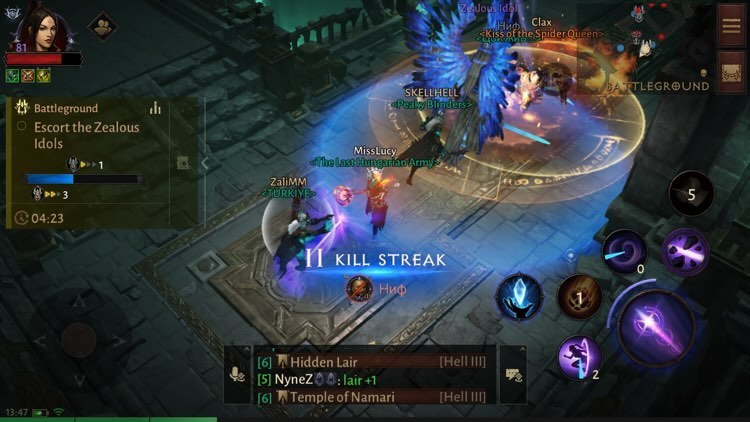 81
Battleground
Escort the Zealous
Idols
1
3
04:23
Zealous Idol
Ниф
Clax
<Kiss of the Spider Queen>
SKELLHELL
<Peaky Blinders>
MissLucy
<The Last Hungarian Army>
ZaliMM
<TURKIYE>
BATTLEGROUND
II KILL STREAK
Ниф
5
0
1
2
[6] Hidden Lair [Hell III]
[5] NyneZ: lair +1
[6] Temple of Namari [Hell III]
13:47